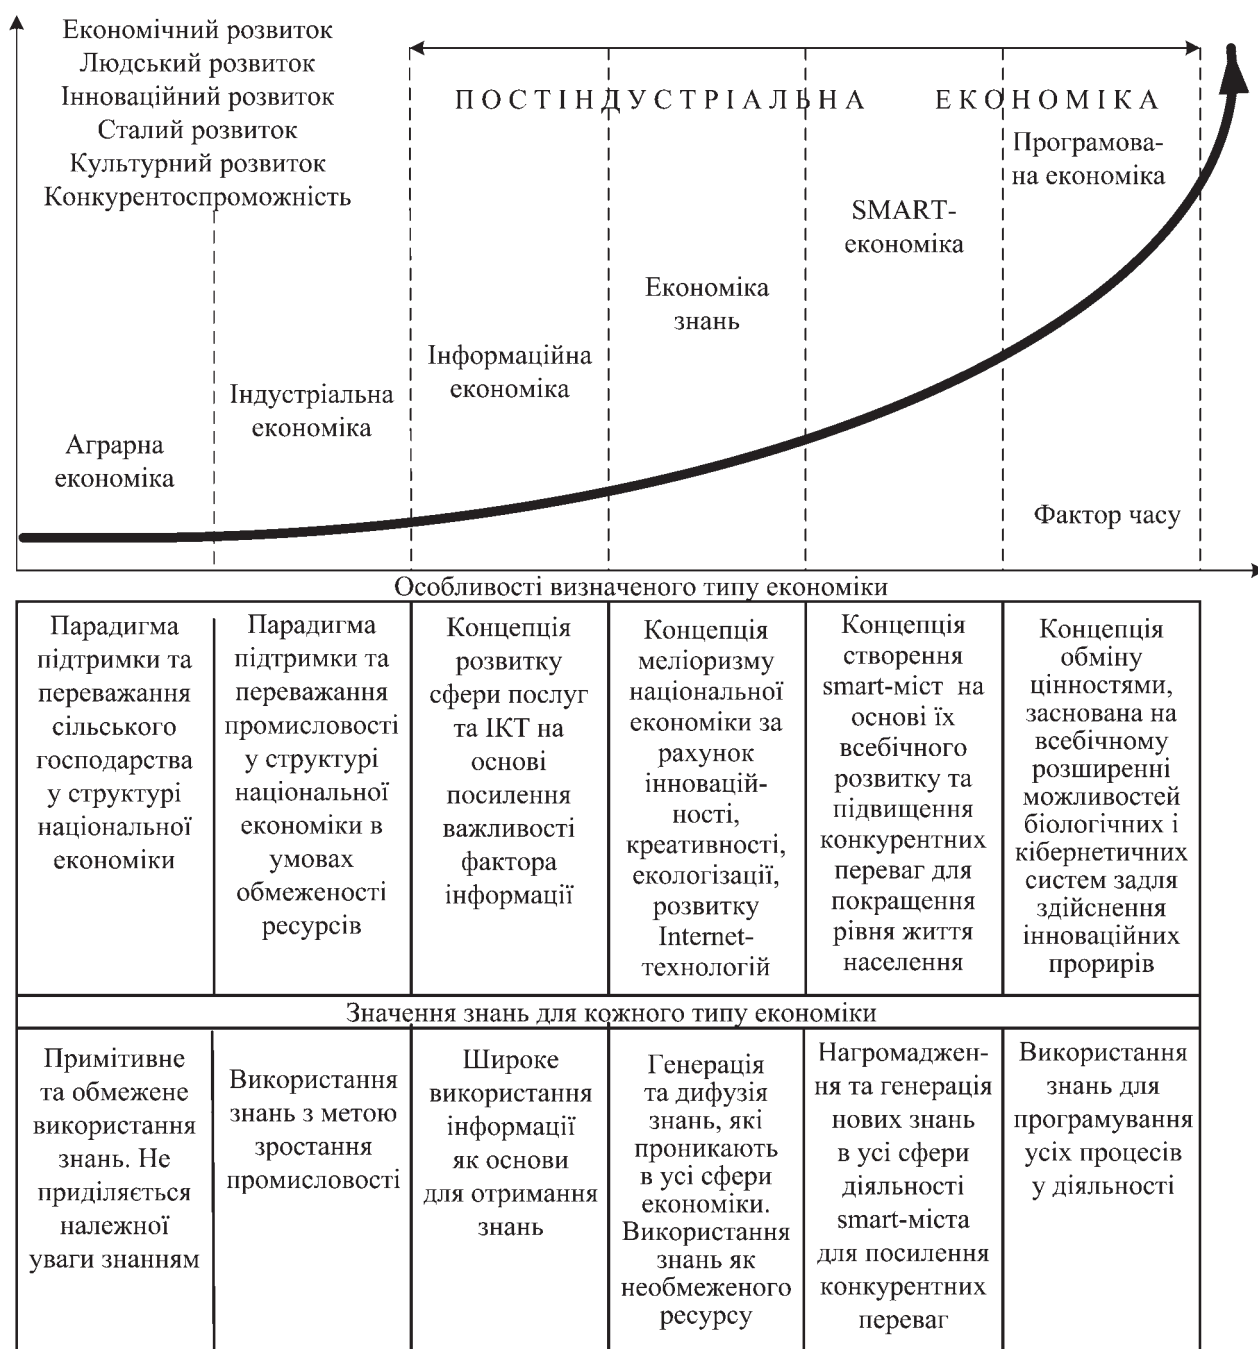 Економічний розвиток
Людський розвиток
Інноваційний розвиток
Сталий розвиток
Культурний розвиток
Конкурентоспроможність
ПОСТІНДУСТРІАЛЬНА ЕКОНОМІКА
Аграрна
економіка
Індустріальна
економіка
Інформаційна
економіка
Економіка
знань
SMART-
економіка
Програмова-
на економіка
Фактор часу
Особливості визначеного типу економіки
Парадигма
підтримки та
переважання
сільського
господарства
у структурі
національної
економіки
Парадигма
підтримки та
переважання
промисловості
у структурі
національної
економіки в
умовах
обмеженості
ресурсів
Концепція
розвитку
сфери послуг
та ІКТ на
основі
посилення
важливості
фактора
інформації
Концепція
меліоризму
національної
економіки за
рахунок
інновацій-
ності,
креативності,
екологізації,
розвитку
Internet-
технологій
Концепція
створення
smart-міст на
основі їх
всебічного
розвитку та
підвищення
конкурентних
переваг для
покращення
рівня життя
населення
Концепція
обміну
цінностями,
заснована на
всебічному
розширенні
можливостей
біологічних і
кібернетичних
систем задля
здійснення
інноваційних
прорирів
Значення знань для кожного типу економіки
Примітивне
та обмежене
використання
знань. Не
приділяється
належної
уваги знанням
Використання
знань з метою
зростання
промисловості
Широке
використання
інформації
як основи
для отримання
знань
Генерація
та дифузія
знань, які
проникають
в усі сфери
економіки.
Використання
знань як
необмеженого
ресурсу
Нагромаджен-
ня та генерація
нових знань
в усі сфери
діяльності
smart-міста
для посилення
конкурентних
переваг
Використання
знань для
програмування
усіх процесів
у діяльності